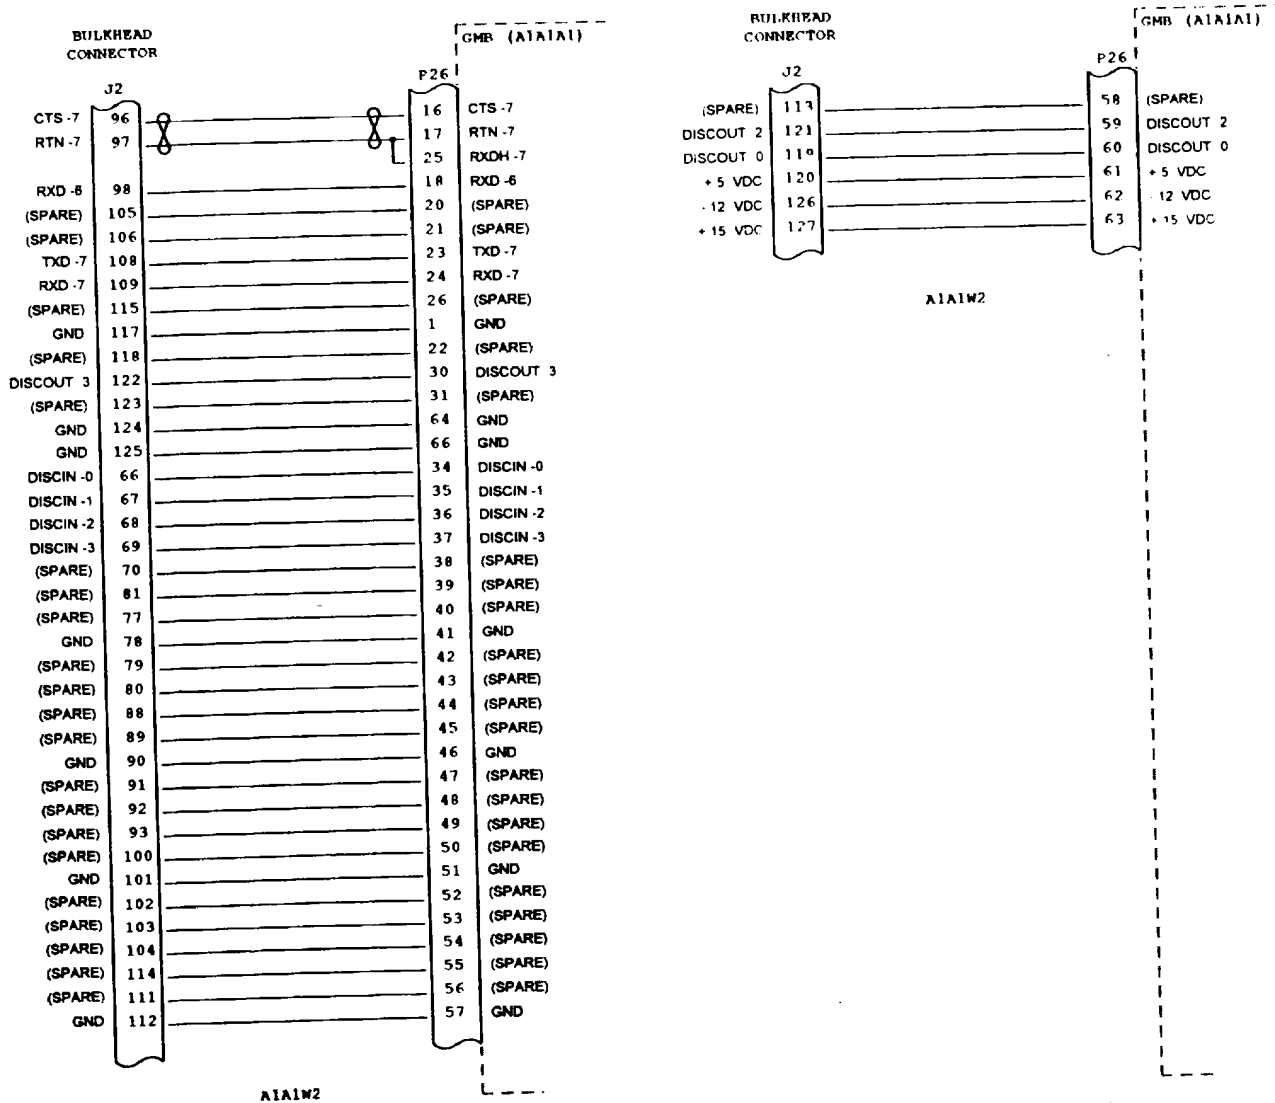 BULKHEAD
CONNECTOR
GMB (A1A1A1)
J2
P26
CTS -7 96 16 CTS -7
RTN -7 97 17 RTN -7
25 RXDH -7
RXD -6 98 18 RXD -6
(SPARE) 105 20 (SPARE)
(SPARE) 106 21 (SPARE)
TXD -7 108 23 TXD -7
RXD -7 109 24 RXD -7
(SPARE) 115 26 (SPARE)
GND 117 1 GND
(SPARE) 118 22 (SPARE)
DISCOUT 3 122 30 DISCOUT 3
(SPARE) 123 31 (SPARE)
GND 124 64 GND
GND 125 66 GND
DISCIN -0 66 34 DISCIN -0
DISCIN -1 67 35 DISCIN -1
DISCIN -2 68 36 DISCIN -2
DISCIN -3 69 37 DISCIN -3
(SPARE) 70 38 (SPARE)
(SPARE) 81 39 (SPARE)
(SPARE) 77 40 (SPARE)
GND 78 41 GND
(SPARE) 79 42 (SPARE)
(SPARE) 80 43 (SPARE)
(SPARE) 88 44 (SPARE)
(SPARE) 89 45 (SPARE)
GND 90 46 GND
(SPARE) 91 47 (SPARE)
(SPARE) 92 48 (SPARE)
(SPARE) 93 49 (SPARE)
(SPARE) 100 50 (SPARE)
GND 101 51 GND
(SPARE) 102 52 (SPARE)
(SPARE) 103 53 (SPARE)
(SPARE) 104 54 (SPARE)
(SPARE) 114 55 (SPARE)
(SPARE) 111 56 (SPARE)
GND 112 57 GND
A1A1W2
BULKHEAD
CONNECTOR
GMB (A1A1A1)
J2
P26
(SPARE) 113 58 (SPARE)
DISCOUT 2 121 59 DISCOUT 2
DISCOUT 0 119 60 DISCOUT 0
+ 5 VDC 120 61 + 5 VDC
- 12 VDC 126 62 - 12 VDC
+ 15 VDC 127 63 + 15 VDC
A1A1W2